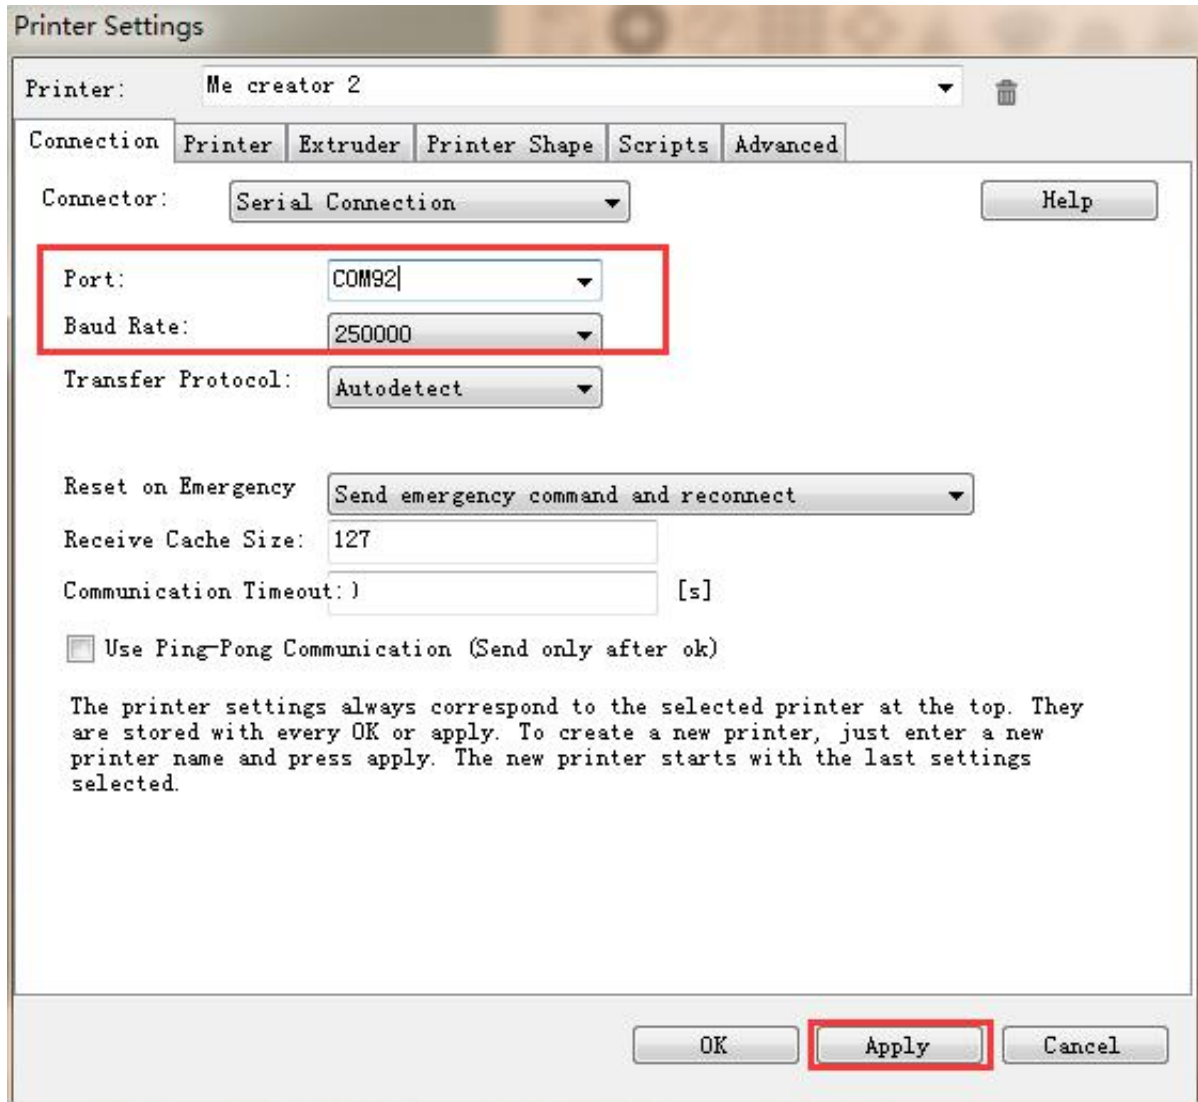 Printer Settings
Printer: Me creator 2
Connection Printer Extruder Printer Shape Scripts Advanced
Connector: Serial Connection Help
Port: COM92
Baud Rate: 250000
Transfer Protocol: Autodetect
Reset on Emergency Send emergency command and reconnect
Receive Cache Size: 127
Communication Timeout: ) [s]
Use Ping-Pong Communication (Send only after ok)
The printer settings always correspond to the selected printer at the top. They
are stored with every OK or apply. To create a new printer, just enter a new
printer name and press apply. The new printer starts with the last settings
selected.
OK Apply Cancel